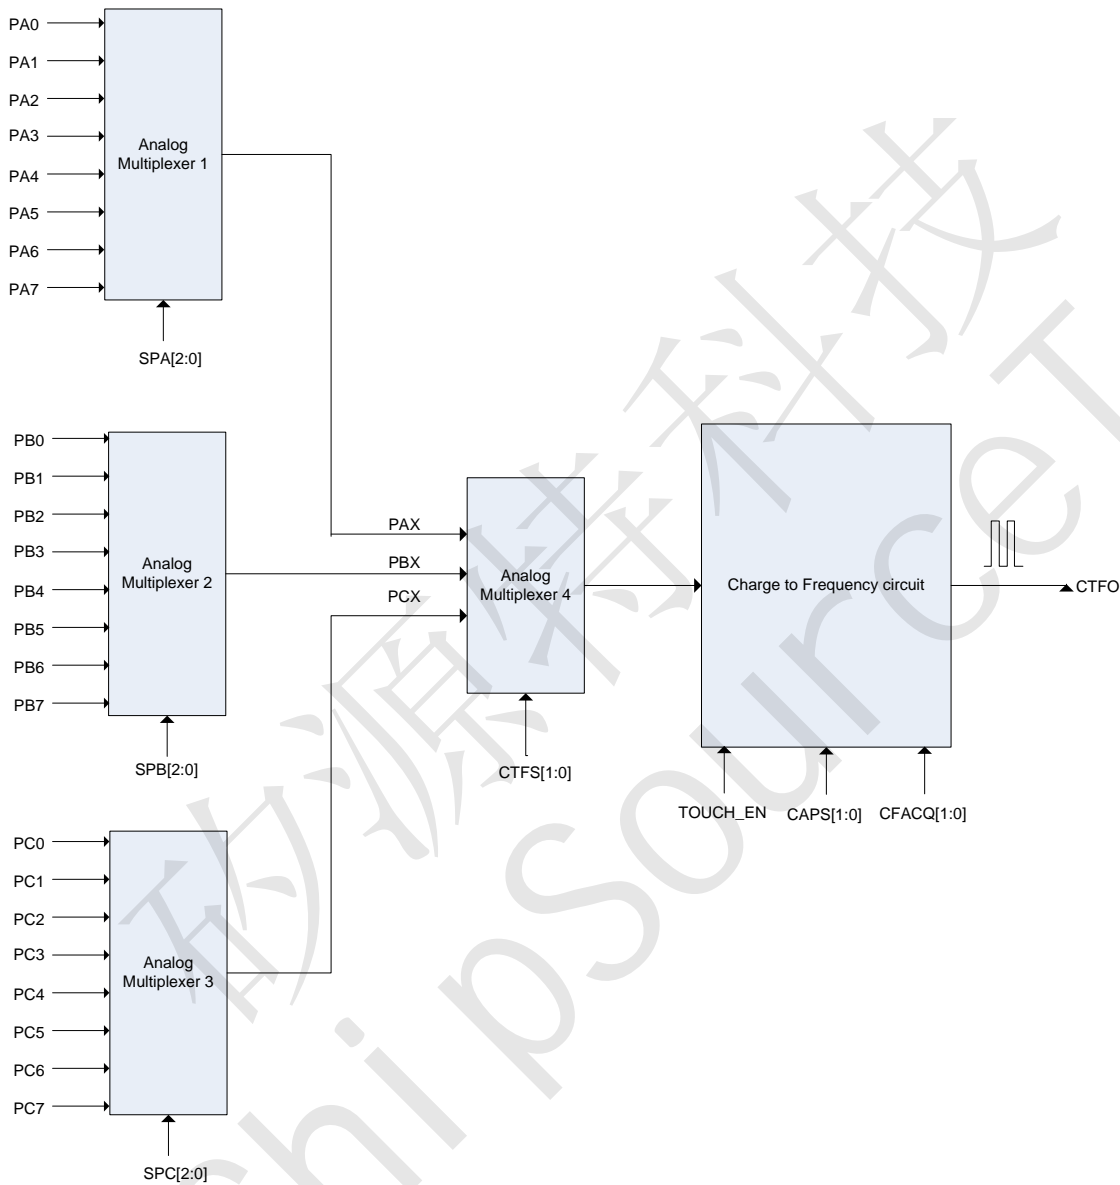 PA0
PA1
PA2
PA3
PA4
PA5
PA6
PA7
Analog
Multiplexer 1
SPA[2:0]
PB0
PB1
PB2
PB3
PB4
PB5
PB6
PB7
Analog
Multiplexer 2
SPB[2:0]
PC0
PC1
PC2
PC3
PC4
PC5
PC6
PC7
Analog
Multiplexer 3
SPC[2:0]
PAX
PBX
PCX
Analog
Multiplexer 4
CTFS[1:0]
Charge to Frequency circuit
TOUCH_EN
CAPS[1:0]
CFACQ[1:0]
CTFO
矽源特科技
ChipSourceT